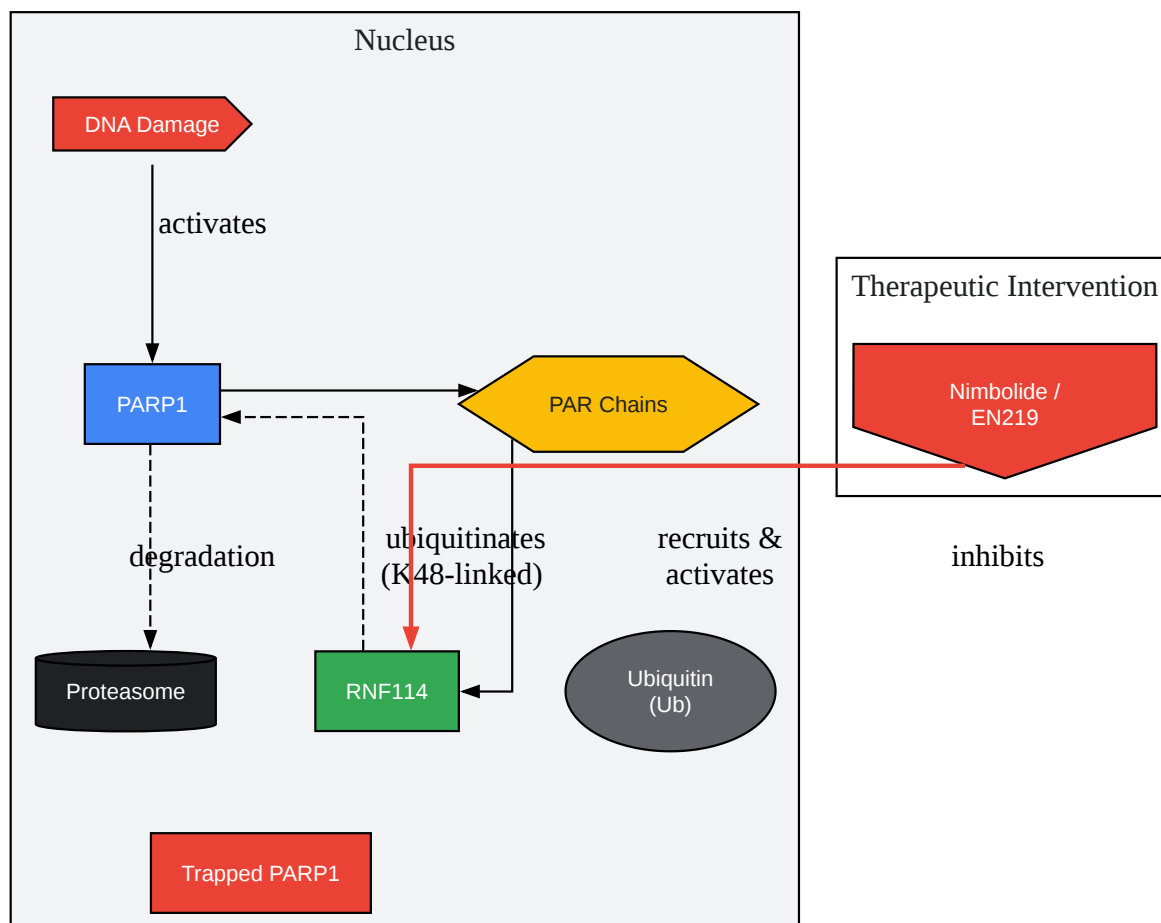 Nucleus
DNA Damage
activates
Therapeutic Intervention
PARP1
PAR Chains
Nimbolide /
EN219
degradation
ubiquitinates
(K48-linked)
recruits &
activates
inhibits
Proteasome
RNF114
Ubiquitin
(Ub)
Trapped PARP1